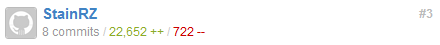 StainRZ #3
8 commits / 22,652 ++ / 722 --